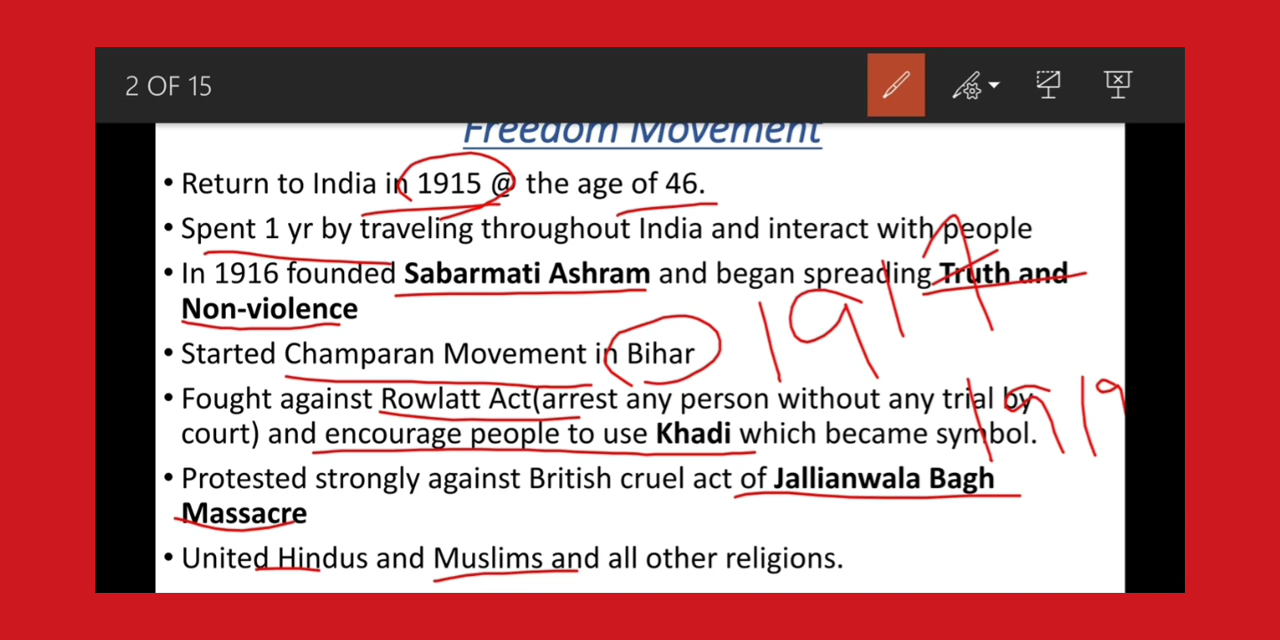 2 OF 15
Freedom Movement
• Return to India in 1915 @ the age of 46.
• Spent 1 yr by traveling throughout India and interact with people
• In 1916 founded Sabarmati Ashram and began spreading Truth and
Non-violence
1917
• Started Champaran Movement in Bihar
• Fought against Rowlatt Act(arrest any person without any trial by
1919
court) and encourage people to use Khadi which became symbol.
• Protested strongly against British cruel act of Jallianwala Bagh
Massacre
• United Hindus and Muslims and all other religions.